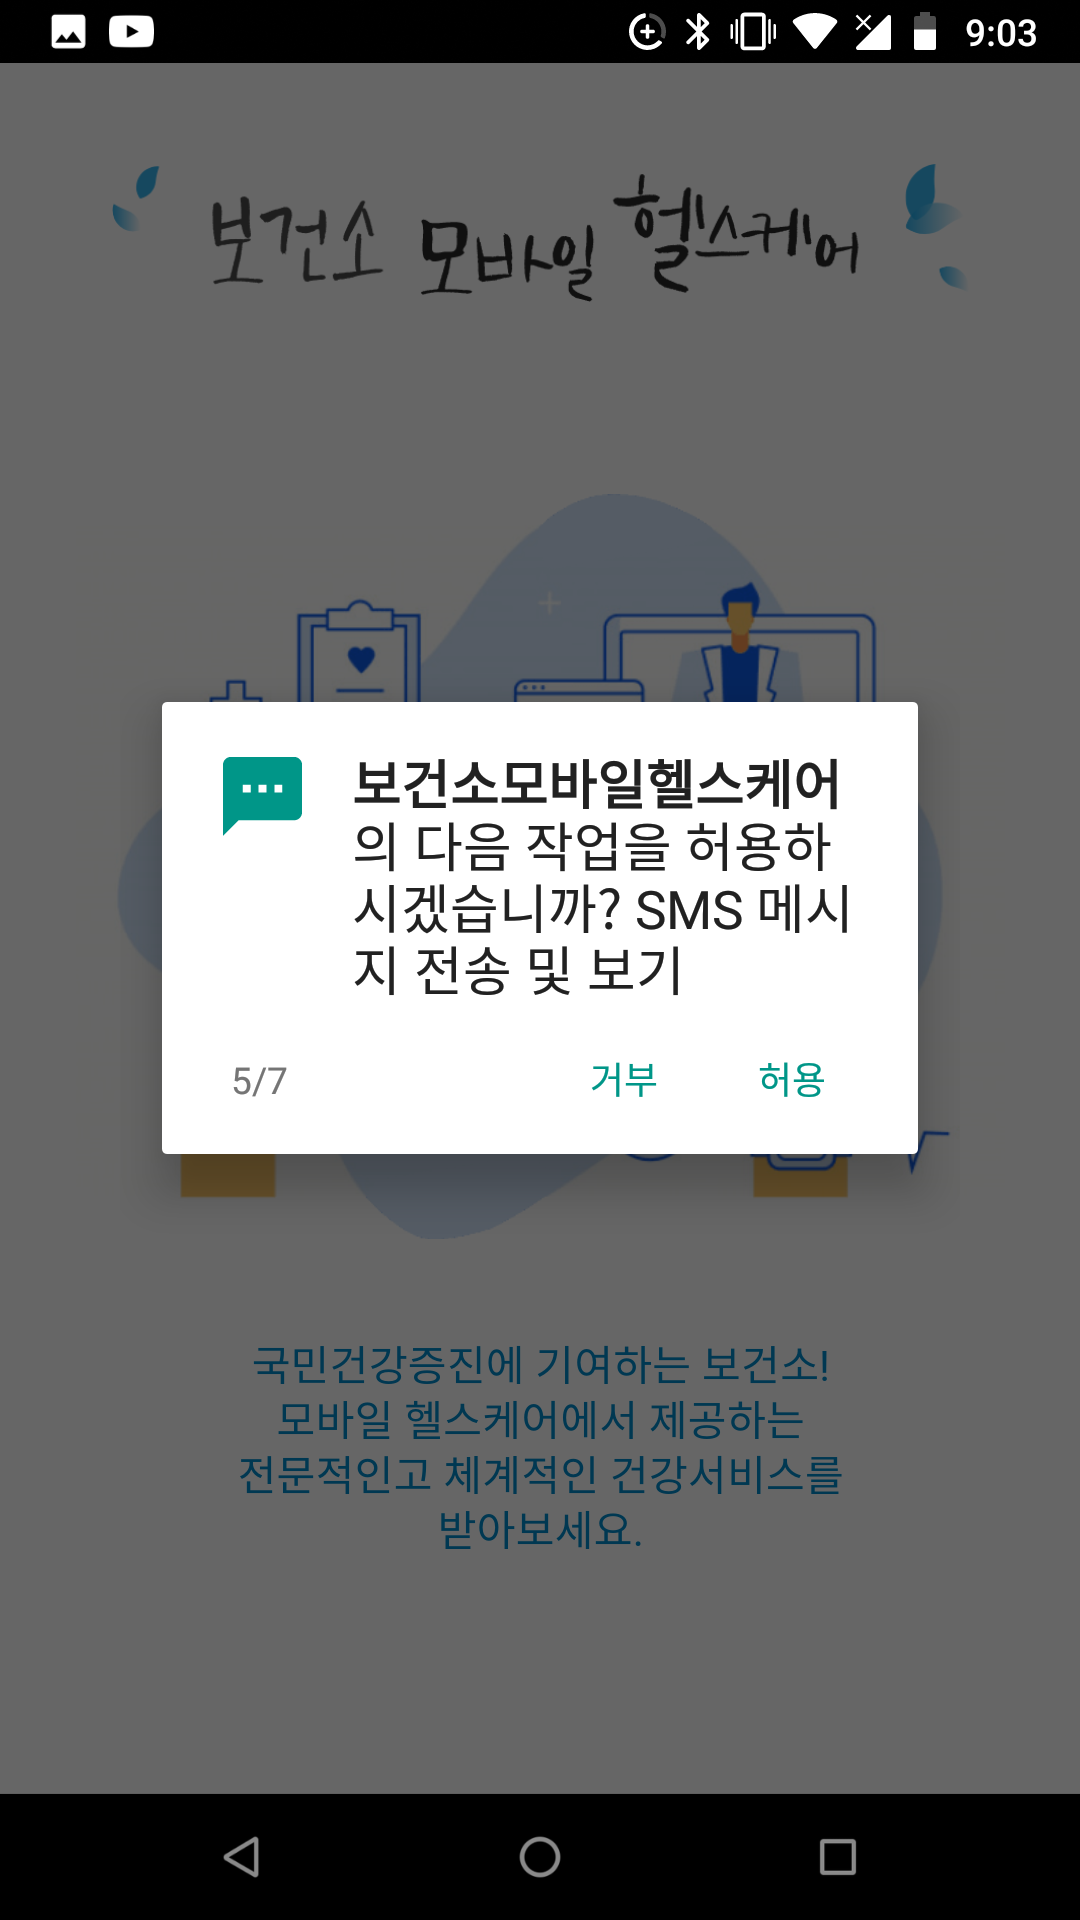 9:03
보건소 모바일 헬스케어
보건소모바일헬스케어
의 다음 작업을 허용하
시겠습니까? SMS 메시
지 전송 및 보기
5/7
거부
허용
국민건강증진에 기여하는 보건소!
모바일 헬스케어에서 제공하는
전문적인고 체계적인 건강서비스를
받아보세요.